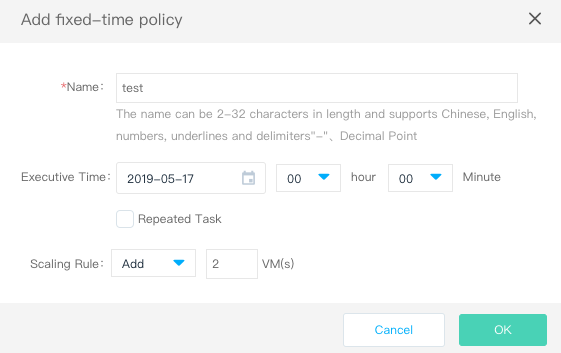 Add fixed-time policy
*Name: test
The name can be 2-32 characters in length and supports Chinese, English,
numbers, underlines and delimiters"-"、Decimal Point
Executive Time: 2019-05-17 00 hour 00 Minute
Repeated Task
Scaling Rule: Add 2 VM(s)
Cancel OK